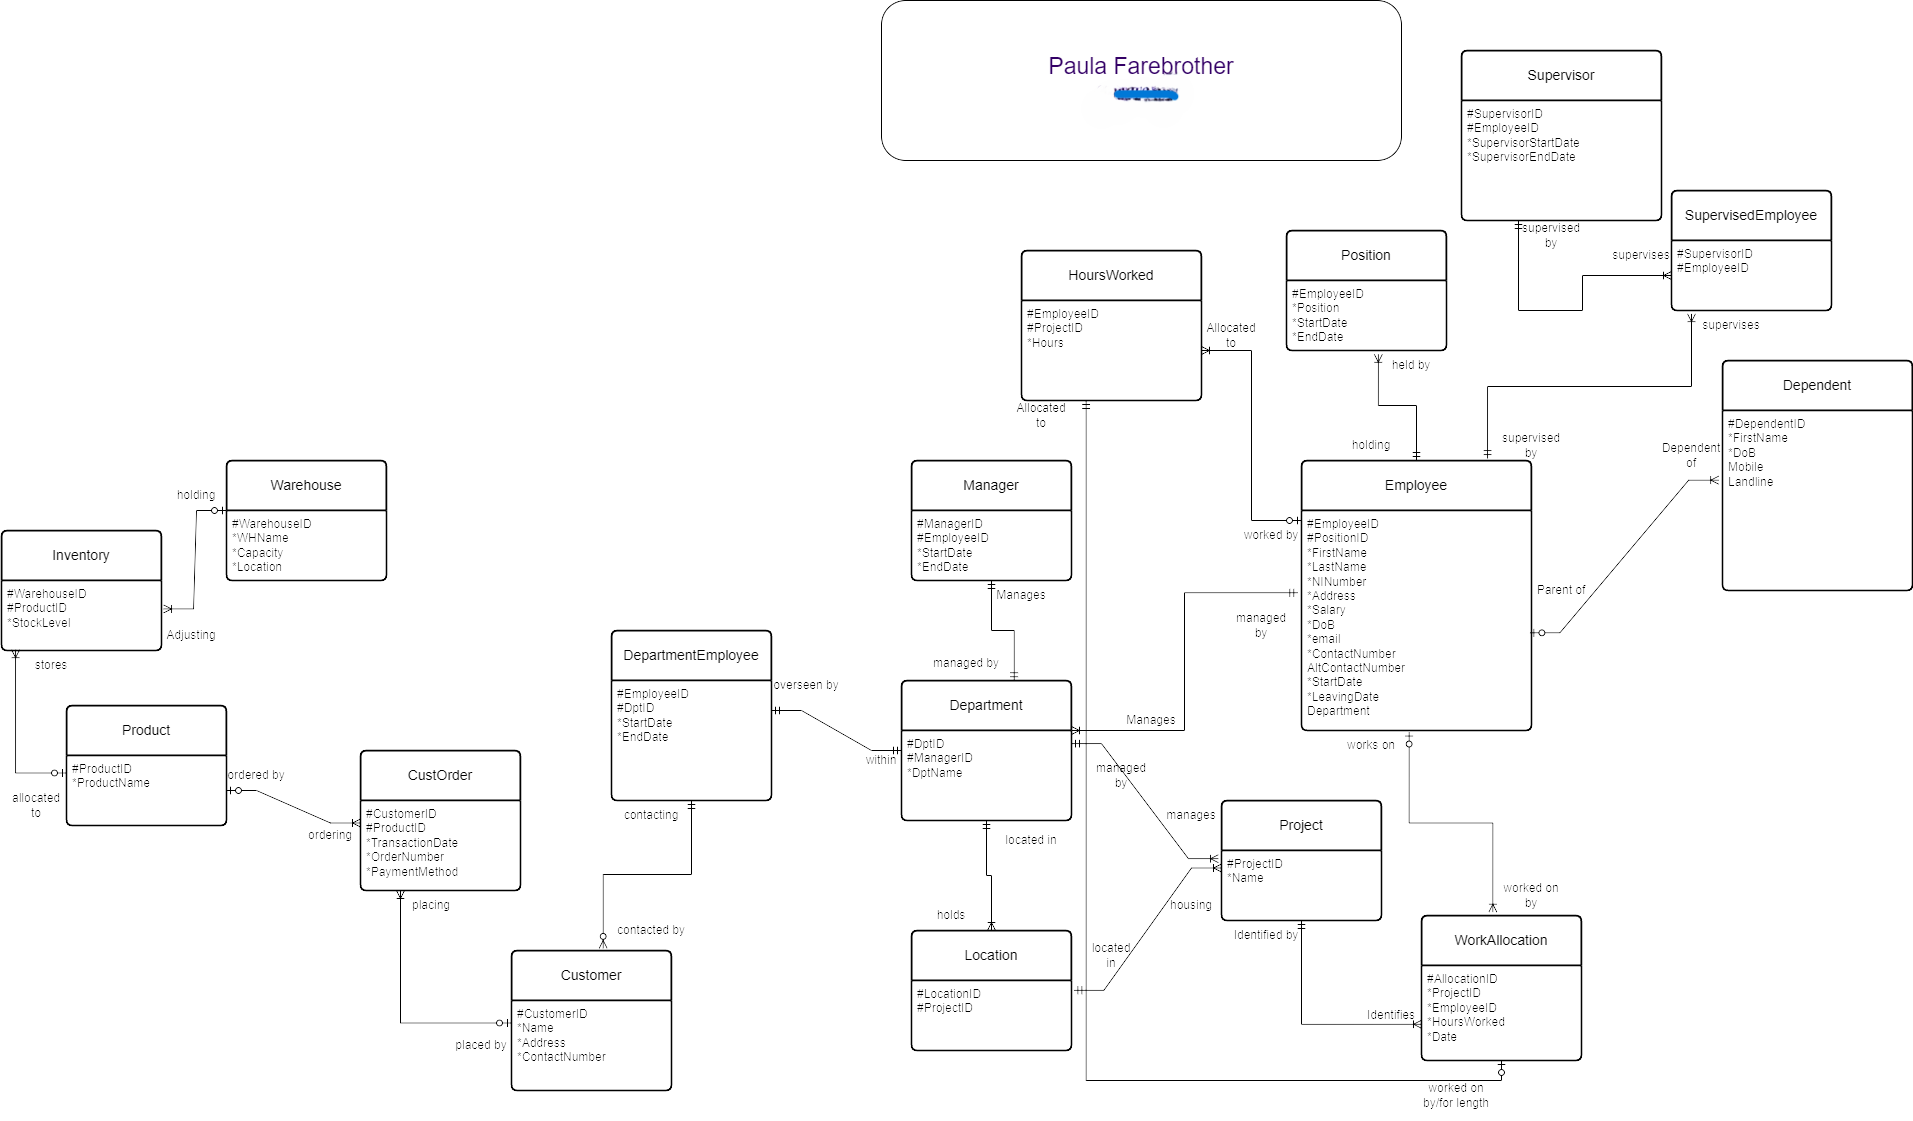 Paula Farebrother
Supervisor
#SupervisorID
#EmployeeID
*SupervisorStartDate
*SupervisorEndDate
supervised
by
SupervisedEmployee
#SupervisorID
#EmployeeID
supervises
supervises
HoursWorked
#EmployeeID
#ProjectID
*Hours
Allocated
to
Allocated
to
Position
#EmployeeID
*Position
*StartDate
*EndDate
held by
holding
supervised
by
Dependent
#DependentID
*FirstName
*DoB
Mobile
Landline
Dependent
of
Parent of
Employee
#EmployeeID
#PositionID
*FirstName
*LastName
*NINumber
*Address
*Salary
*DoB
*email
*ContactNumber
AltContactNumber
*StartDate
*LeavingDate
Department
worked by
managed
by
works on
Manager
#ManagerID
#EmployeeID
*StartDate
*EndDate
Manages
managed by
Warehouse
#WarehouseID
*WHName
*Capacity
*Location
holding
Inventory
#WarehouseID
#ProductID
*StockLevel
Adjusting
stores
Product
#ProductID
*ProductName
allocated
to
ordered by
ordering
CustOrder
#CustomerID
#ProductID
*TransactionDate
*OrderNumber
*PaymentMethod
placing
placed by
DepartmentEmployee
#EmployeeID
#DptID
*StartDate
*EndDate
overseen by
within
contacting
contacted by
Customer
#CustomerID
*Name
*Address
*ContactNumber
Department
#DptID
#ManagerID
*DptName
Manages
managed
by
manages
located in
holds
Location
#LocationID
#ProjectID
located
in
housing
Project
#ProjectID
*Name
Identified by
Identifies
worked on
by
WorkAllocation
#AllocationID
*ProjectID
*EmployeeID
*HoursWorked
*Date
worked on
by/for length